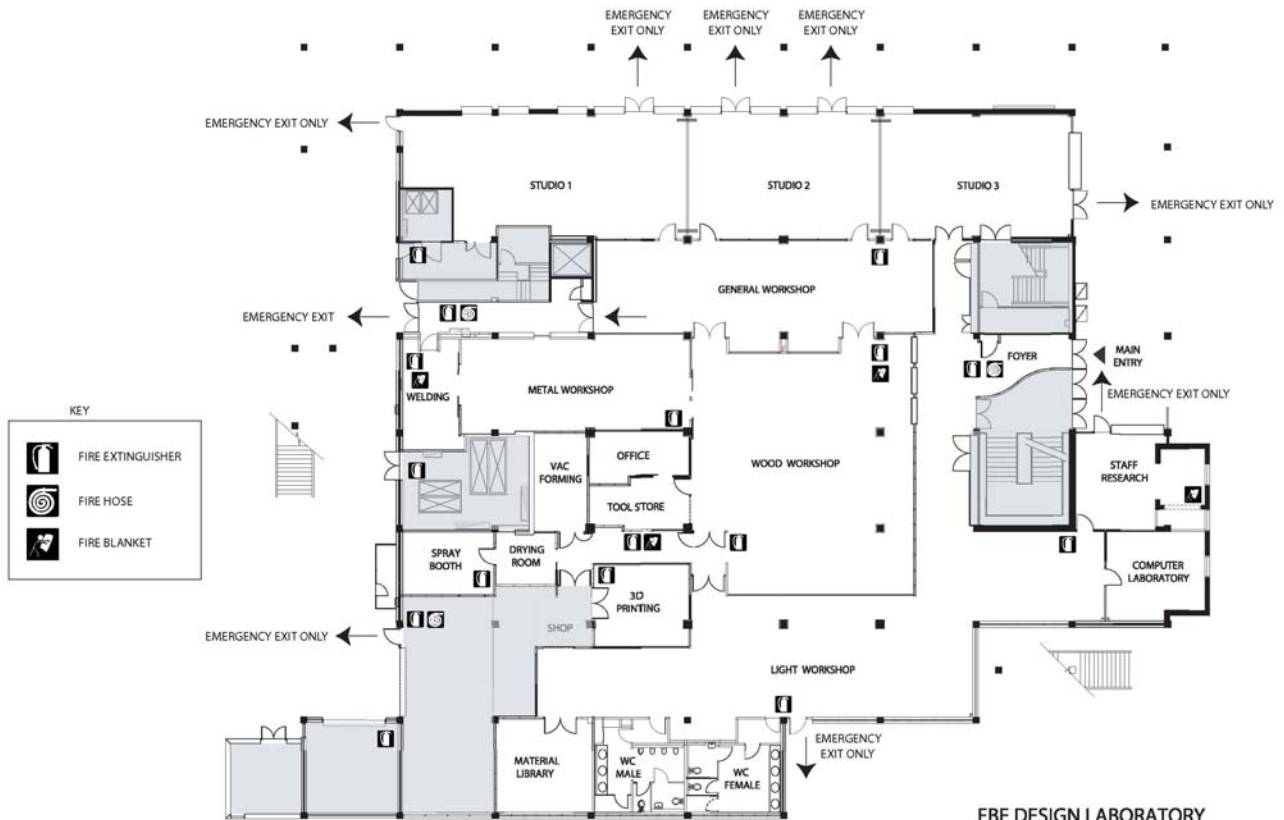 EMERGENCY
EXIT ONLY
EMERGENCY
EXIT ONLY
EMERGENCY
EXIT ONLY
EMERGENCY EXIT ONLY
STUDIO 1
STUDIO 2
STUDIO 3
EMERGENCY EXIT ONLY
GENERAL WORKSHOP
EMERGENCY EXIT
FOYER
MAIN
ENTRY
EMERGENCY EXIT ONLY
METAL WORKSHOP
WELDING
KEY
FIRE EXTINGUISHER
FIRE HOSE
FIRE BLANKET
VAC
FORMING
OFFICE
TOOL STORE
WOOD WORKSHOP
STAFF
RESEARCH
SPRAY
BOOTH
DRYING
ROOM
3D
PRINTING
COMPUTER
LABORATORY
SHOP
EMERGENCY EXIT ONLY
LIGHT WORKSHOP
EMERGENCY
EXIT ONLY
MATERIAL
LIBRARY
WC
MALE
WC
FEMALE
FBE DESIGN LABORATORY